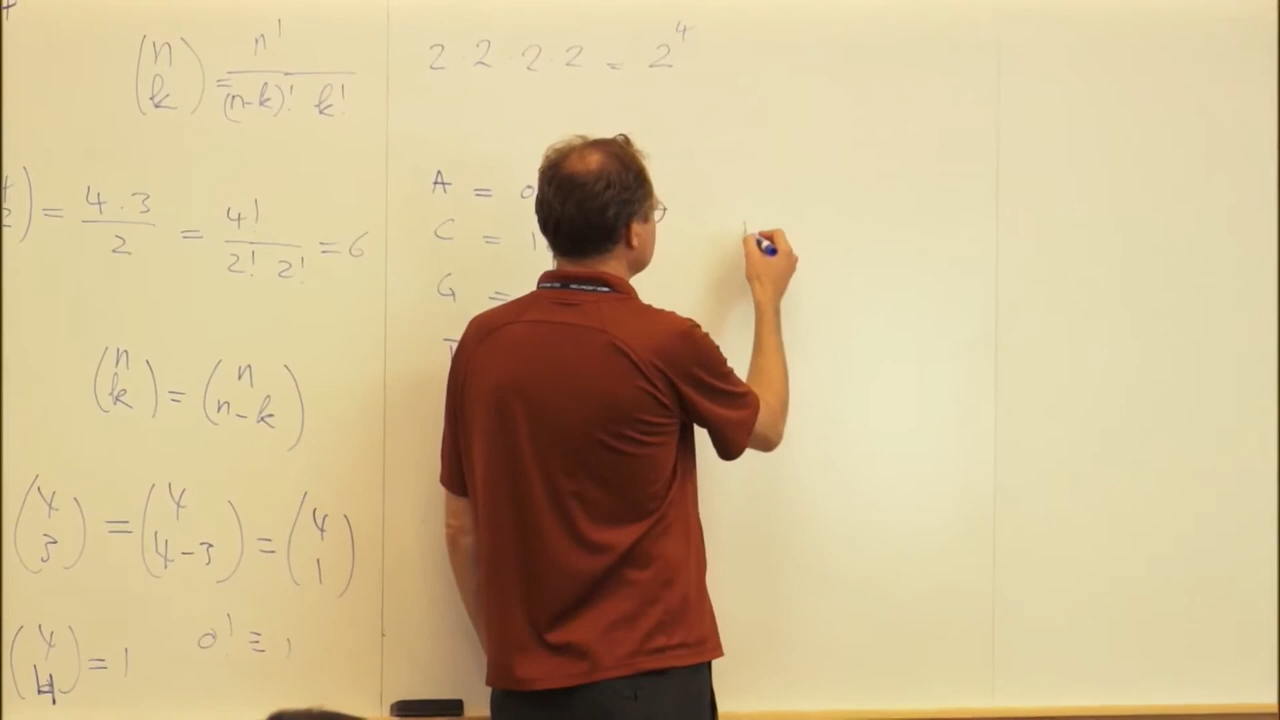 (n k) = n! / (n-k)! k!
2) = 4 . 3 / 2 = 4! / 2! 2! = 6
(n k) = (n n-k)
(4 3) = (4 4-3) = (4 1)
(4 4) = 1 0! ≡ 1
2 · 2 · 2 · 2 = 2^4
A = 0
C = 1
G =
T